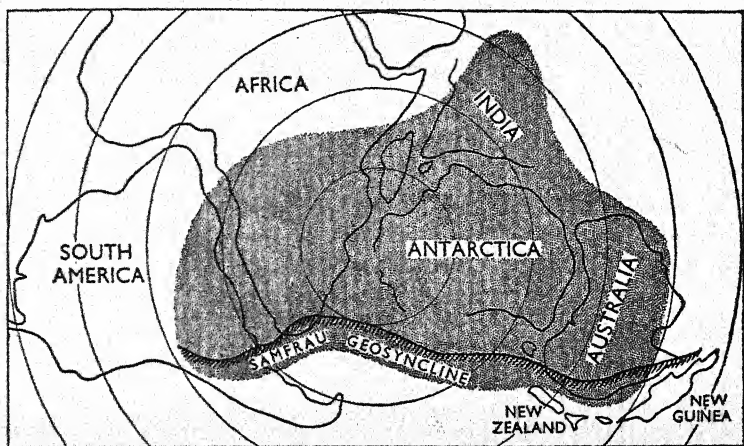 AFRICA
INDIA
SOUTH
AMERICA
ANTARCTICA
AUSTRALIA
SAMFRAU GEOSYNCLINE
NEW
ZEALAND
NEW
GUINEA